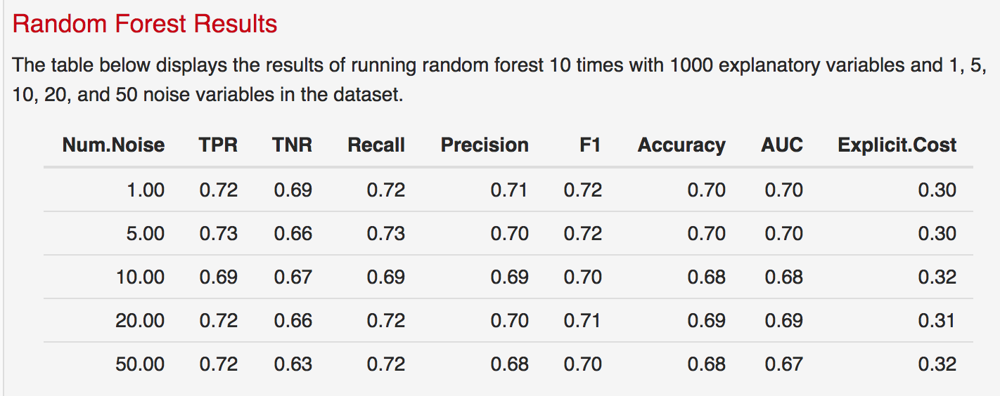 Random Forest Results
The table below displays the results of running random forest 10 times with 1000 explanatory variables and 1, 5,
10, 20, and 50 noise variables in the dataset.
Num.Noise TPR TNR Recall Precision F1 Accuracy AUC Explicit.Cost
1.00 0.72 0.69 0.72 0.71 0.72 0.70 0.70 0.30
5.00 0.73 0.66 0.73 0.70 0.72 0.70 0.70 0.30
10.00 0.69 0.67 0.69 0.69 0.70 0.68 0.68 0.32
20.00 0.72 0.66 0.72 0.70 0.71 0.69 0.69 0.31
50.00 0.72 0.63 0.72 0.68 0.70 0.68 0.67 0.32